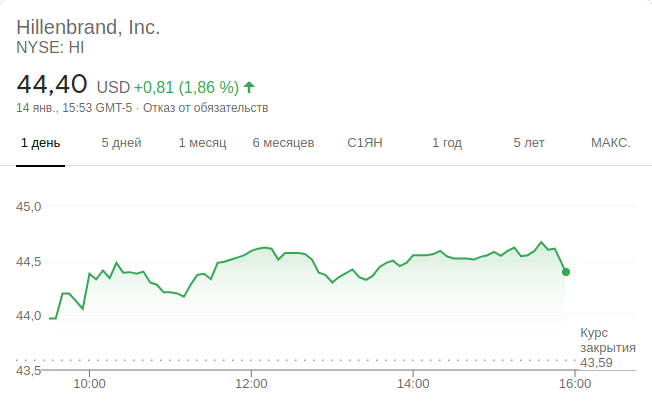 Hillenbrand, Inc.
NYSE: HI
44,40 USD +0,81 (1,86 %)
14 янв., 15:53 GMT-5 · Отказ от обязательств
1 день 5 дней 1 месяц 6 месяцев С1ЯН 1 год 5 лет МАКС.
45,0
44,5
44,0
43,5
Курс
закрытия
43,59
10:00 12:00 14:00 16:00